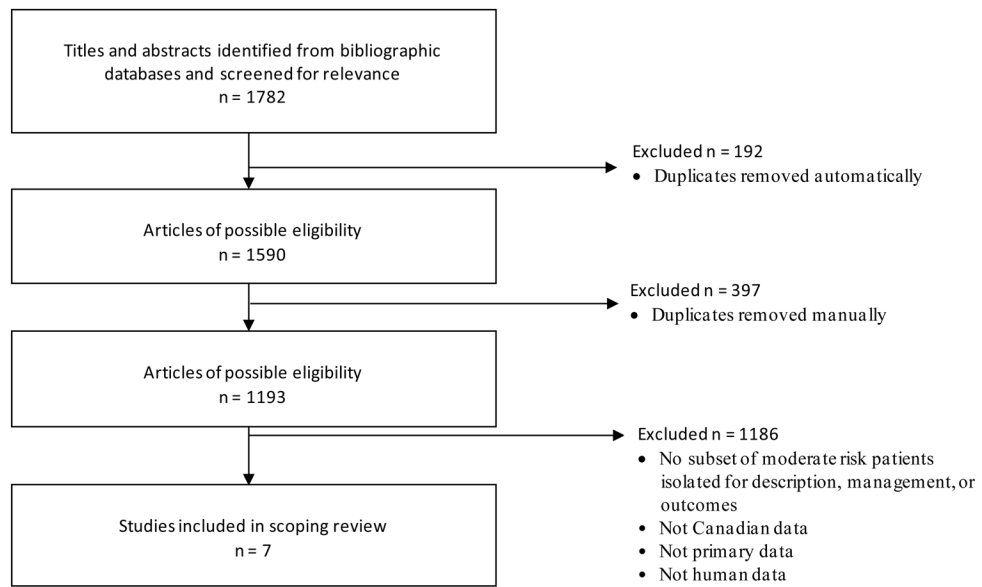 Titles and abstracts identified from bibliographic
databases and screened for relevance
n = 1782
Excluded n = 192
• Duplicates removed automatically
Articles of possible eligibility
n = 1590
Excluded n = 397
• Duplicates removed manually
Articles of possible eligibility
n = 1193
Excluded n = 1186
• No subset of moderate risk patients
isolated for description, management, or
outcomes
• Not Canadian data
• Not primary data
• Not human data
Studies included in scoping review
n = 7